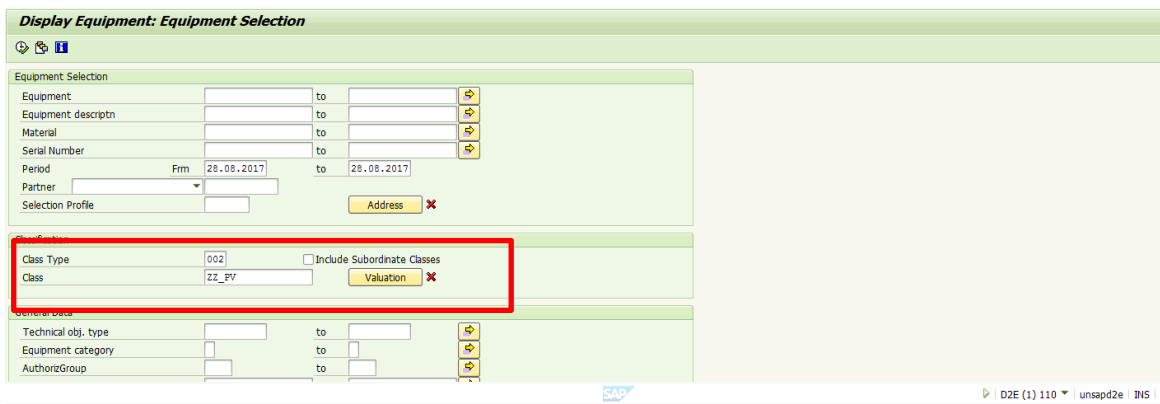 Display Equipment: Equipment Selection
Equipment Selection
Equipment to
Equipment descriptn to
Material to
Serial Number to
Period Frm 28.08.2017 to 28.08.2017
Partner
Selection Profile Address
Classification
Class Type 002 Include Subordinate Classes
Class ZZ_PV Valuation
General Data
Technical obj. type to
Equipment category to
AuthorizGroup to
SAP
D2E (1) 110 unsapd2e INS